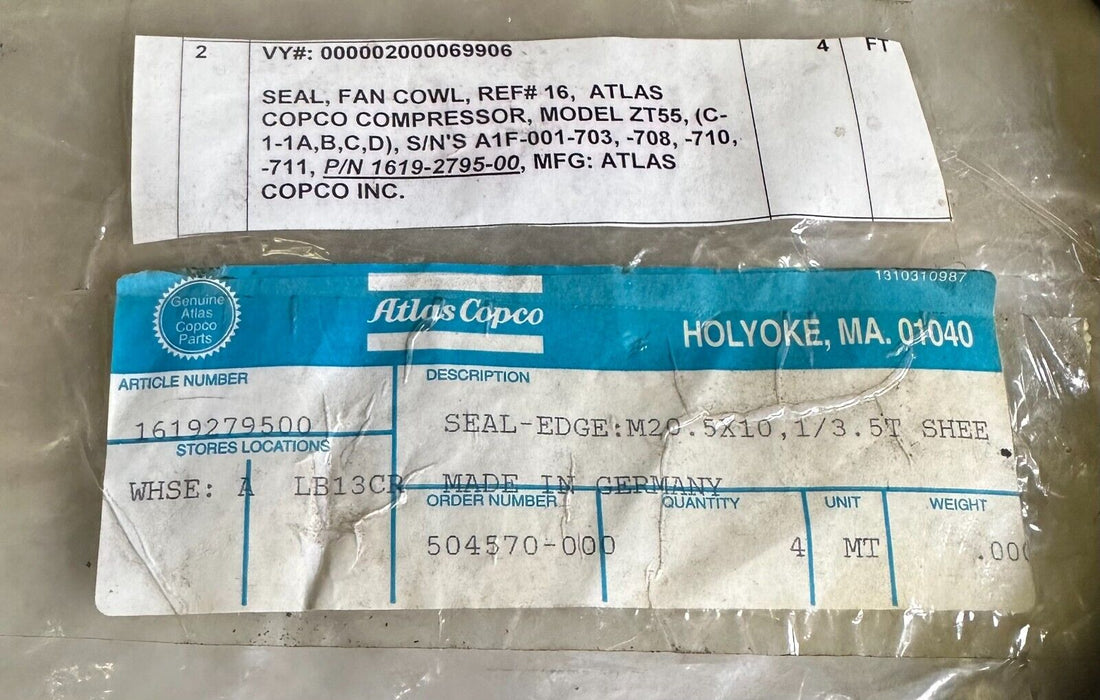 2 VY#: 000002000069906 4 FT
SEAL, FAN COWL, REF# 16, ATLAS
COPCO COMPRESSOR, MODEL ZT55, (C-
1-1A,B,C,D), S/N'S A1F-001-703, -708, -710,
-711, P/N 1619-2795-00, MFG: ATLAS
COPCO INC.
1310310987
Genuine
Atlas
Copco
Parts
Atlas Copco
HOLYOKE, MA. 01040
ARTICLE NUMBER
DESCRIPTION
1619279500
SEAL-EDGE:M20.5X10,1/3.5T SHEE
STORES LOCATIONS
WHSE: A LB13CR MADE IN GERMANY
ORDER NUMBER QUANTITY UNIT WEIGHT
504570-000 4 MT .000